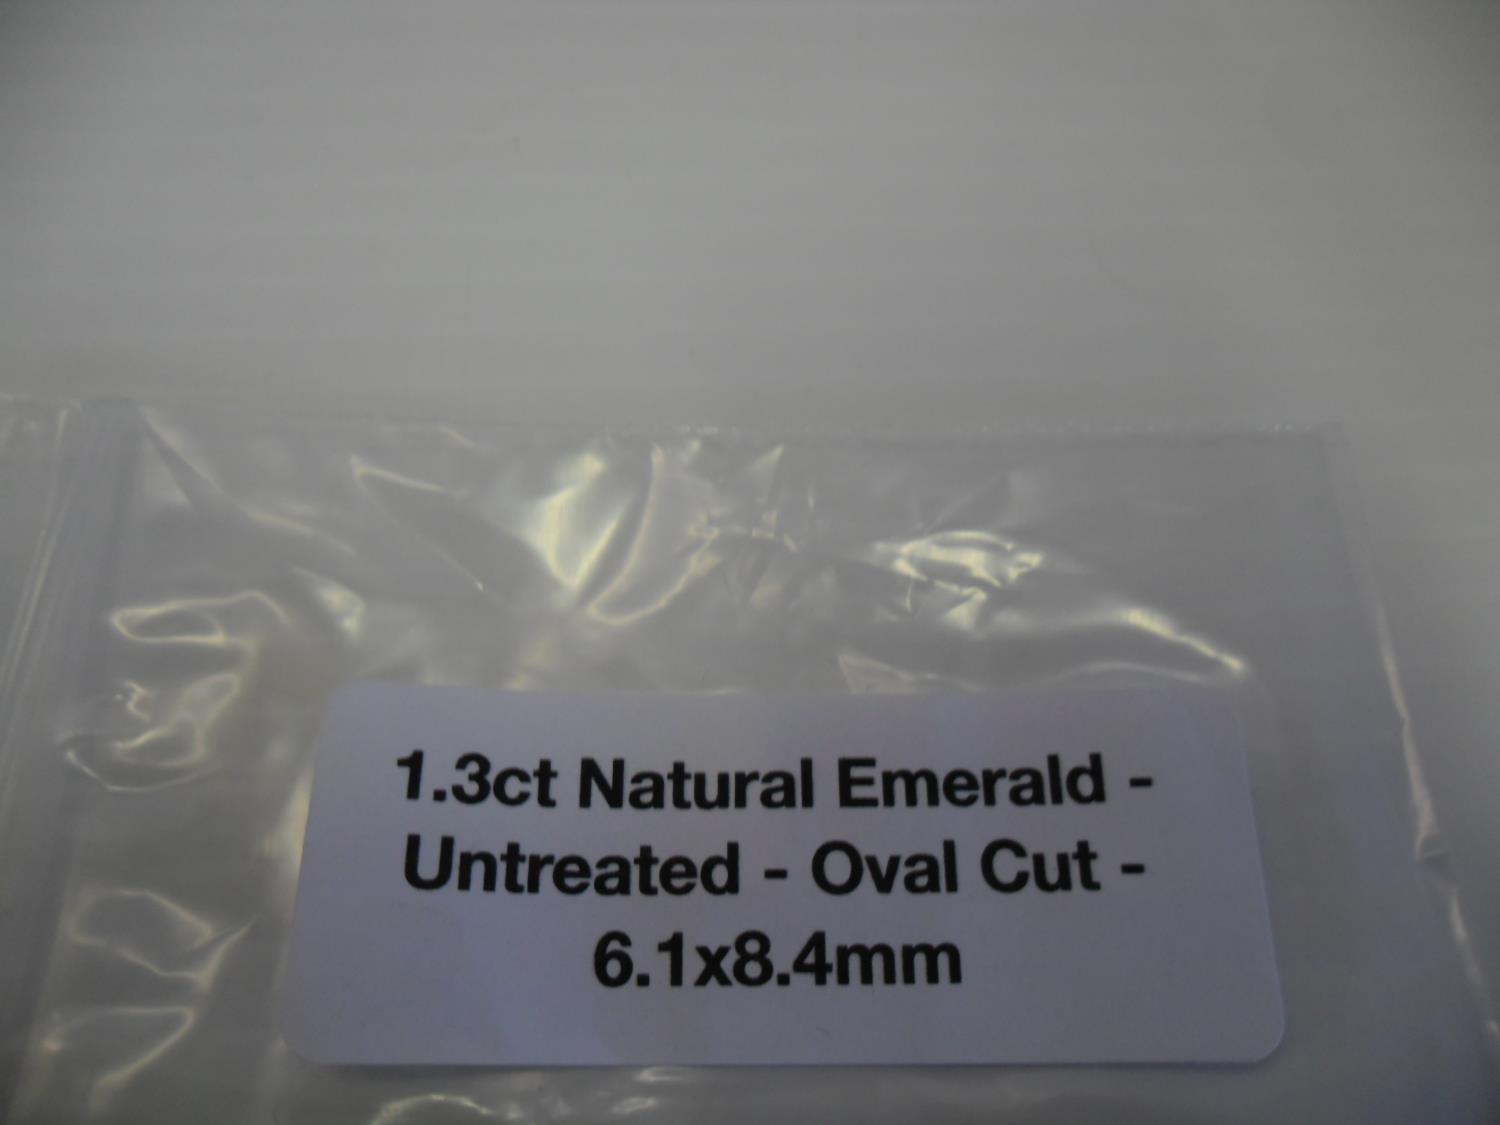 1.3ct Natural Emerald -
Untreated - Oval Cut -
6.1x8.4mm